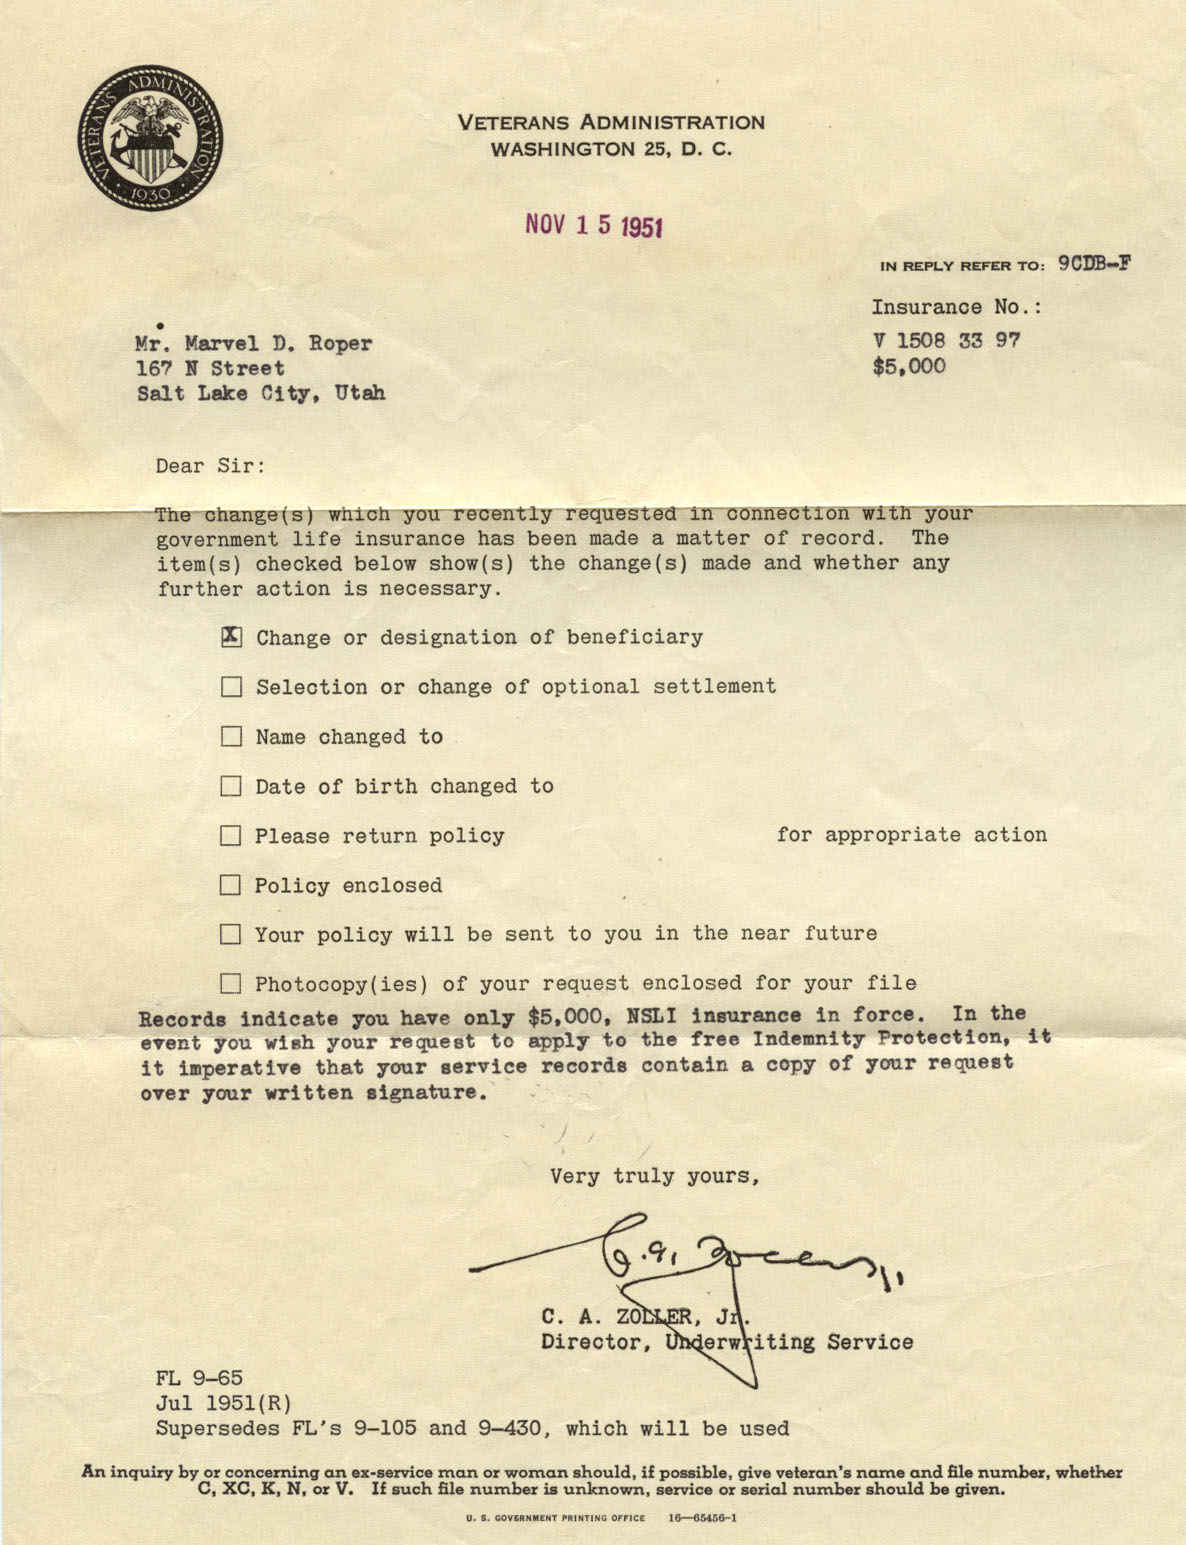 VETERANS ADMINISTRATION
1930
VETERANS ADMINISTRATION
WASHINGTON 25, D. C.
NOV 15 1951
IN REPLY REFER TO: 9CDB-F
Insurance No.:
V 1508 33 97
$5,000
Mr. Marvel D. Roper
167 N Street
Salt Lake City, Utah
Dear Sir:
The change(s) which you recently requested in connection with your
government life insurance has been made a matter of record. The
item(s) checked below show(s) the change(s) made and whether any
further action is necessary.
X Change or designation of beneficiary
Selection or change of optional settlement
Name changed to
Date of birth changed to
Please return policy for appropriate action
Policy enclosed
Your policy will be sent to you in the near future
Photocopy(ies) of your request enclosed for your file
Records indicate you have only $5,000, NSLI insurance in force. In the
event you wish your request to apply to the free Indemnity Protection, it
it imperative that your service records contain a copy of your request
over your written signature.
Very truly yours,
C. A. Zoller Jr.
C. A. ZOLLER, Jr.
Director, Underwriting Service
FL 9-65
Jul 1951(R)
Supersedes FL's 9-105 and 9-430, which will be used
An inquiry by or concerning an ex-service man or woman should, if possible, give veteran's name and file number, whether
C, XC, K, N, or V. If such file number is unknown, service or serial number should be given.
U. S. GOVERNMENT PRINTING OFFICE 16—65456-1